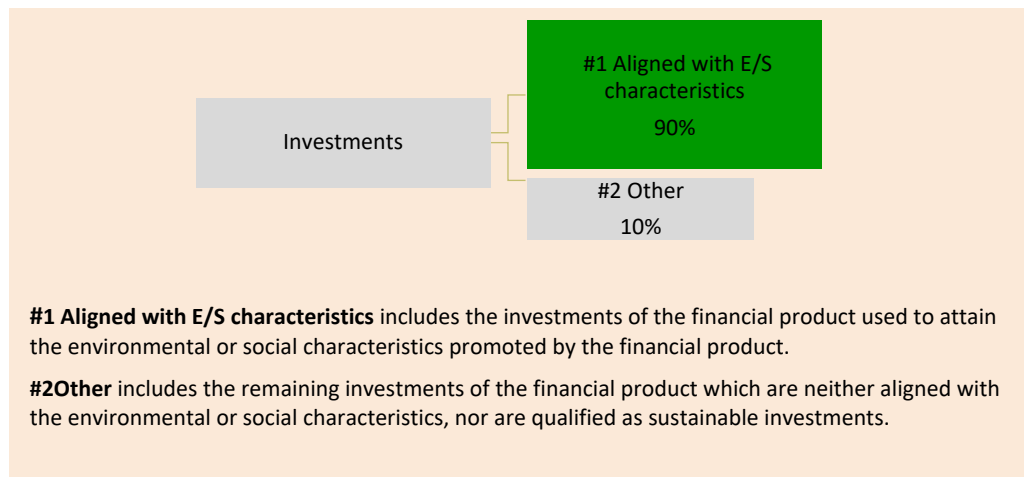 #1 Aligned with E/S
characteristics
90%
Investments
#2 Other
10%
#1 Aligned with E/S characteristics includes the investments of the financial product used to attain
the environmental or social characteristics promoted by the financial product.
#2Other includes the remaining investments of the financial product which are neither aligned with
the environmental or social characteristics, nor are qualified as sustainable investments.